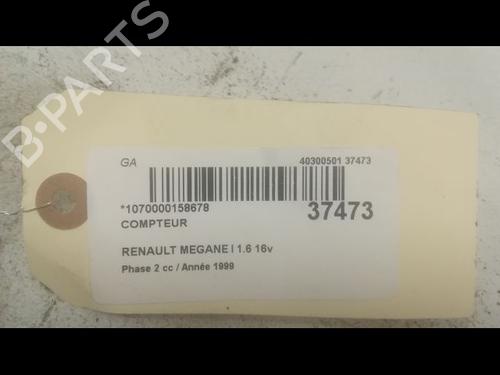 GA
40300501 37473
*1070000158678
37473
COMPTEUR
RENAULT MEGANE I 1.6 16v
Phase 2 cc / Année 1999
B-PARTS